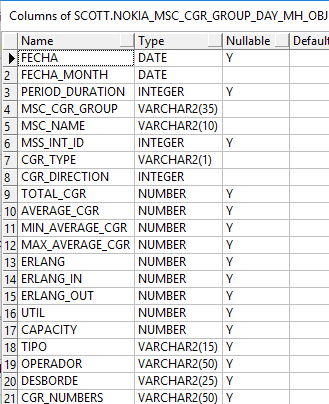 Columns of SCOTT.NOKIA_MSC_CGR_GROUP_DAY_MH_OBJ
Name Type Nullable Default
FECHA DATE Y
2 FECHA_MONTH DATE
3 PERIOD_DURATION INTEGER Y
4 MSC_CGR_GROUP VARCHAR2(35)
5 MSC_NAME VARCHAR2(10)
6 MSS_INT_ID INTEGER Y
7 CGR_TYPE VARCHAR2(1)
8 CGR_DIRECTION INTEGER
9 TOTAL_CGR NUMBER Y
10 AVERAGE_CGR NUMBER Y
11 MIN_AVERAGE_CGR NUMBER Y
12 MAX_AVERAGE_CGR NUMBER Y
13 ERLANG NUMBER Y
14 ERLANG_IN NUMBER Y
15 ERLANG_OUT NUMBER Y
16 UTIL NUMBER Y
17 CAPACITY NUMBER Y
18 TIPO VARCHAR2(15) Y
19 OPERADOR VARCHAR2(50) Y
20 DESBORDE VARCHAR2(25) Y
21 CGR_NUMBERS VARCHAR2(50) Y